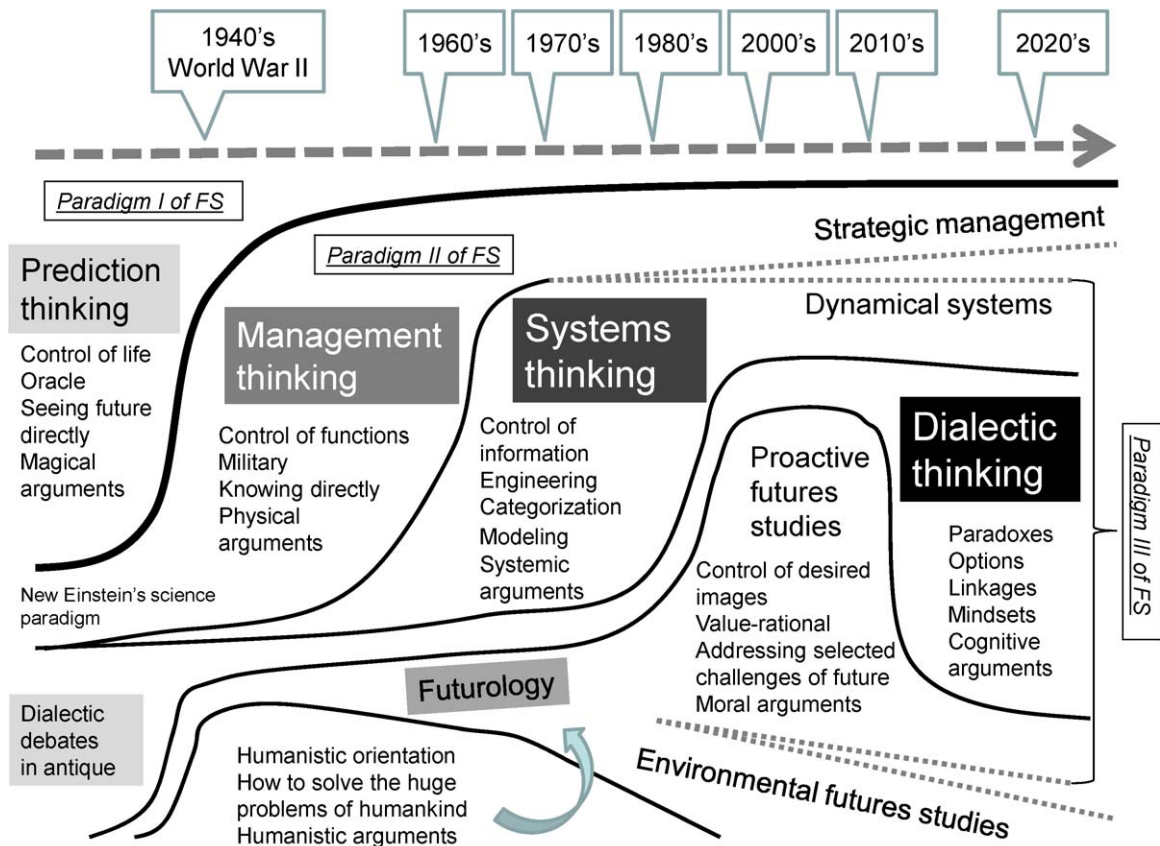 1940's
World War II
1960's
1970's
1980's
2000's
2010's
2020's
Paradigm I of FS
Paradigm II of FS
Strategic management
Dynamical systems
Prediction
thinking
Control of life
Oracle
Seeing future
directly
Magical
arguments
Management
thinking
Control of functions
Military
Knowing directly
Physical
arguments
Systems
thinking
Control of
information
Engineering
Categorization
Modeling
Systemic
arguments
Proactive
futures
studies
Control of desired
images
Value-rational
Addressing selected
challenges of future
Moral arguments
Dialectic
thinking
Paradoxes
Options
Linkages
Mindsets
Cognitive
arguments
Paradigm III of FS
New Einstein's science
paradigm
Dialectic
debates
in antique
Futurology
Humanistic orientation
How to solve the huge
problems of humankind
Humanistic arguments
Environmental futures studies